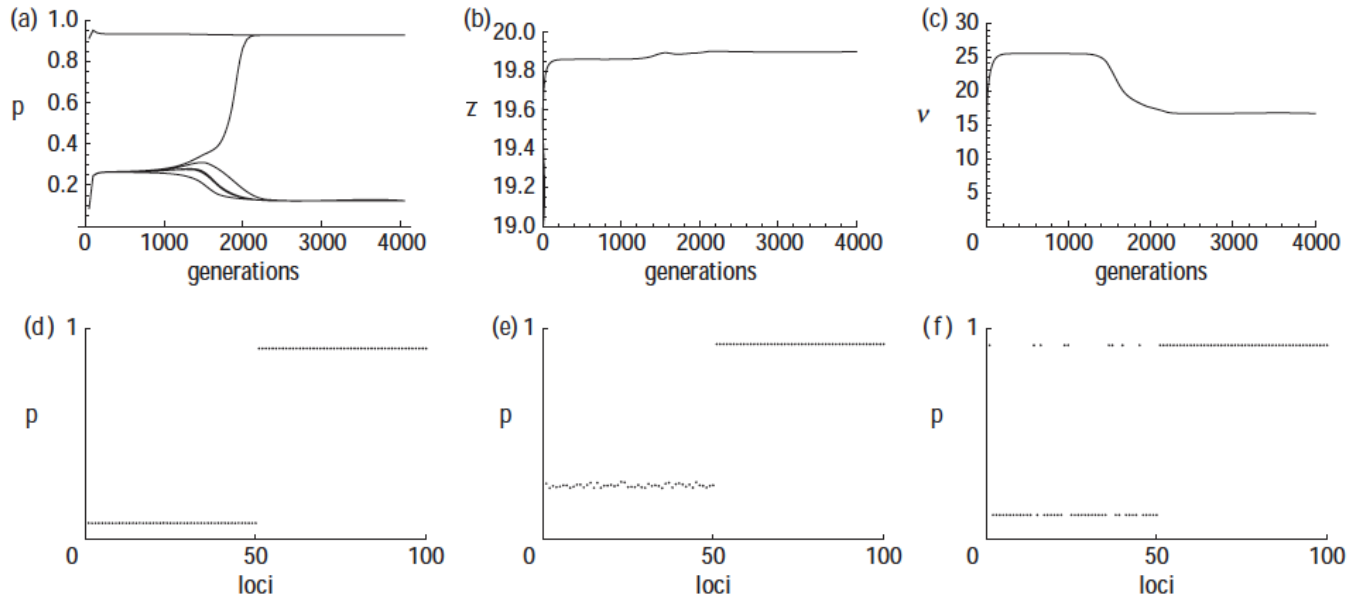 (a)
1.0
0.8
0.6
0.4
0.2
p
0
1000
2000
3000
4000
generations
(b)
20.0
19.8
19.6
19.4
19.2
19.0
z
0
1000
2000
3000
4000
generations
(c)
30
25
20
15
10
5
ν
0
1000
2000
3000
4000
generations
(d)
1
p
0
50
100
loci
(e)
1
p
0
50
100
loci
(f)
1
p
0
50
100
loci